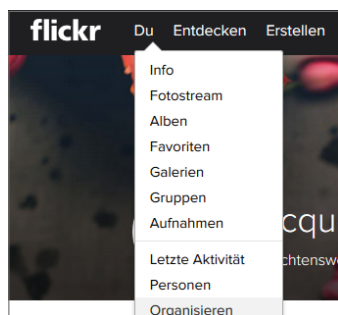 flickr Du Entdecken Erstellen
Info
Fotostream
Alben
Favoriten
Galerien
Gruppen
Aufnahmen
Letzte Aktivität
Personen
Organisieren